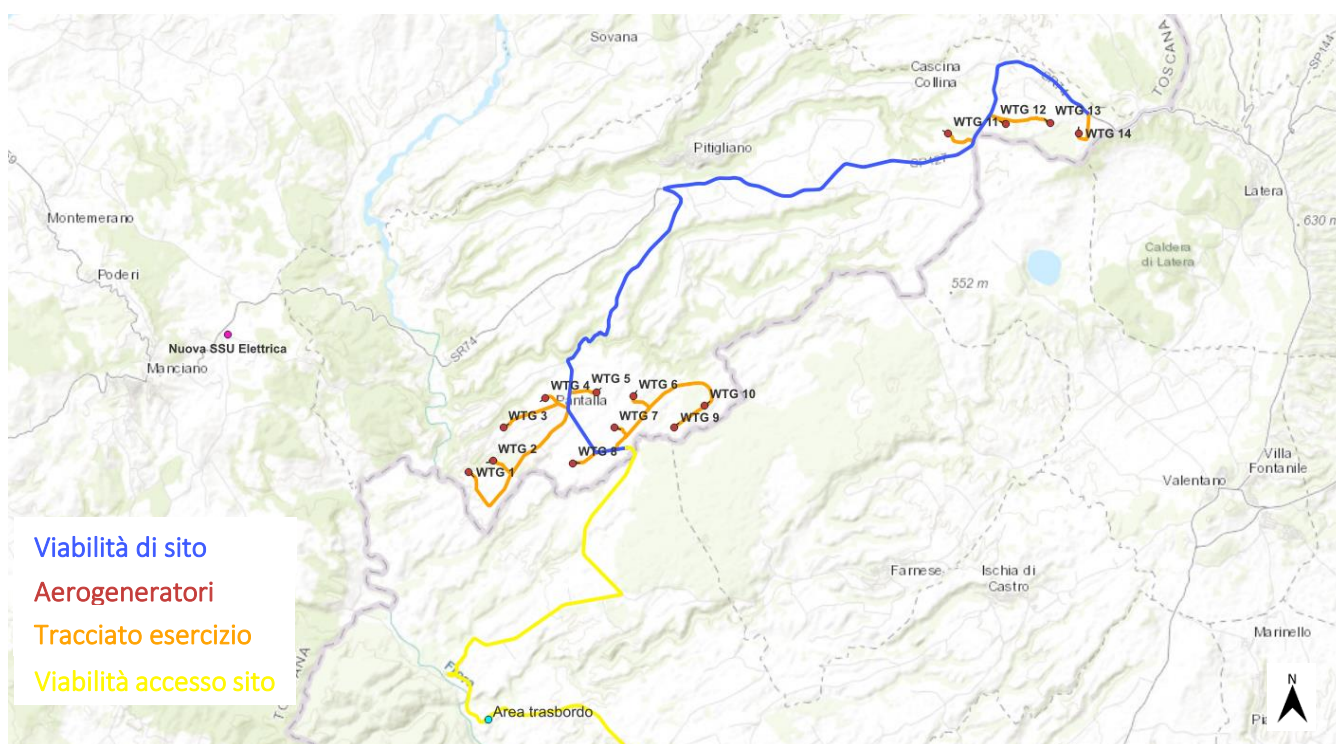 Sovana
Cascina
Collina
TOSCANA
SP144
SR74
WTG 11
WTG 12
WTG 13
WTG 14
Pitigliano
SP127
Latera
Montemerano
630 m
Caldera
di Latera
Poderi
552 m
Nuova SSU Elettrica
Manciano
SR74
WTG 4
WTG 5
WTG 6
Pantalla
WTG 10
WTG 3
WTG 7
WTG 9
WTG 2
WTG 8
WTG 1
Villa
Fontanile
Valentano
Viabilità di sito
Aerogeneratori
Tracciato esercizio
Viabilità accesso sito
Farnese
Ischia di
Castro
Marinello
N
Area trasbordo